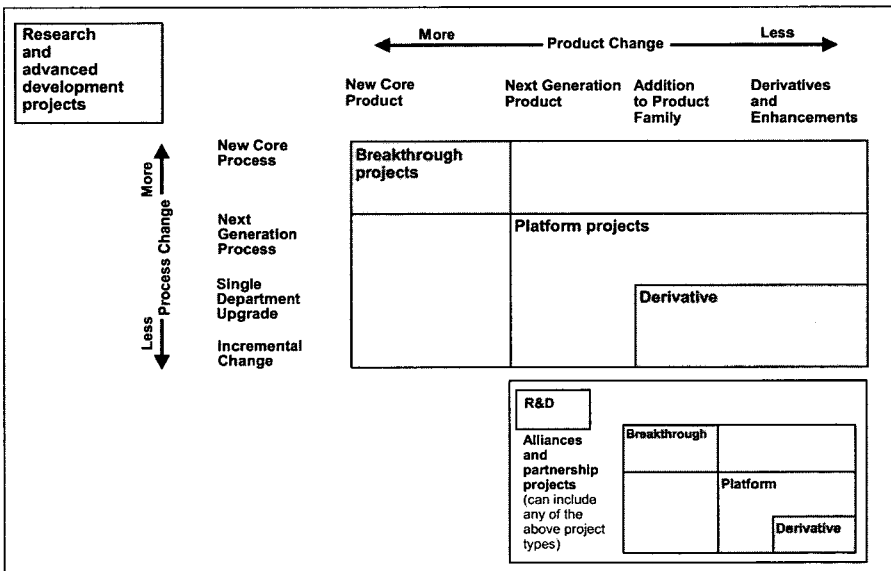 Research
and
advanced
development
projects
More
Product Change
Less
New Core
Product
Next Generation
Product
Addition
to Product
Family
Derivatives
and
Enhancements
More
Process Change
Less
New Core
Process
Next
Generation
Process
Single
Department
Upgrade
Incremental
Change
Breakthrough
projects
Platform projects
Derivative
R&D
Alliances
and
partnership
projects
(can include
any of the
above project
types)
Breakthrough
Platform
Derivative